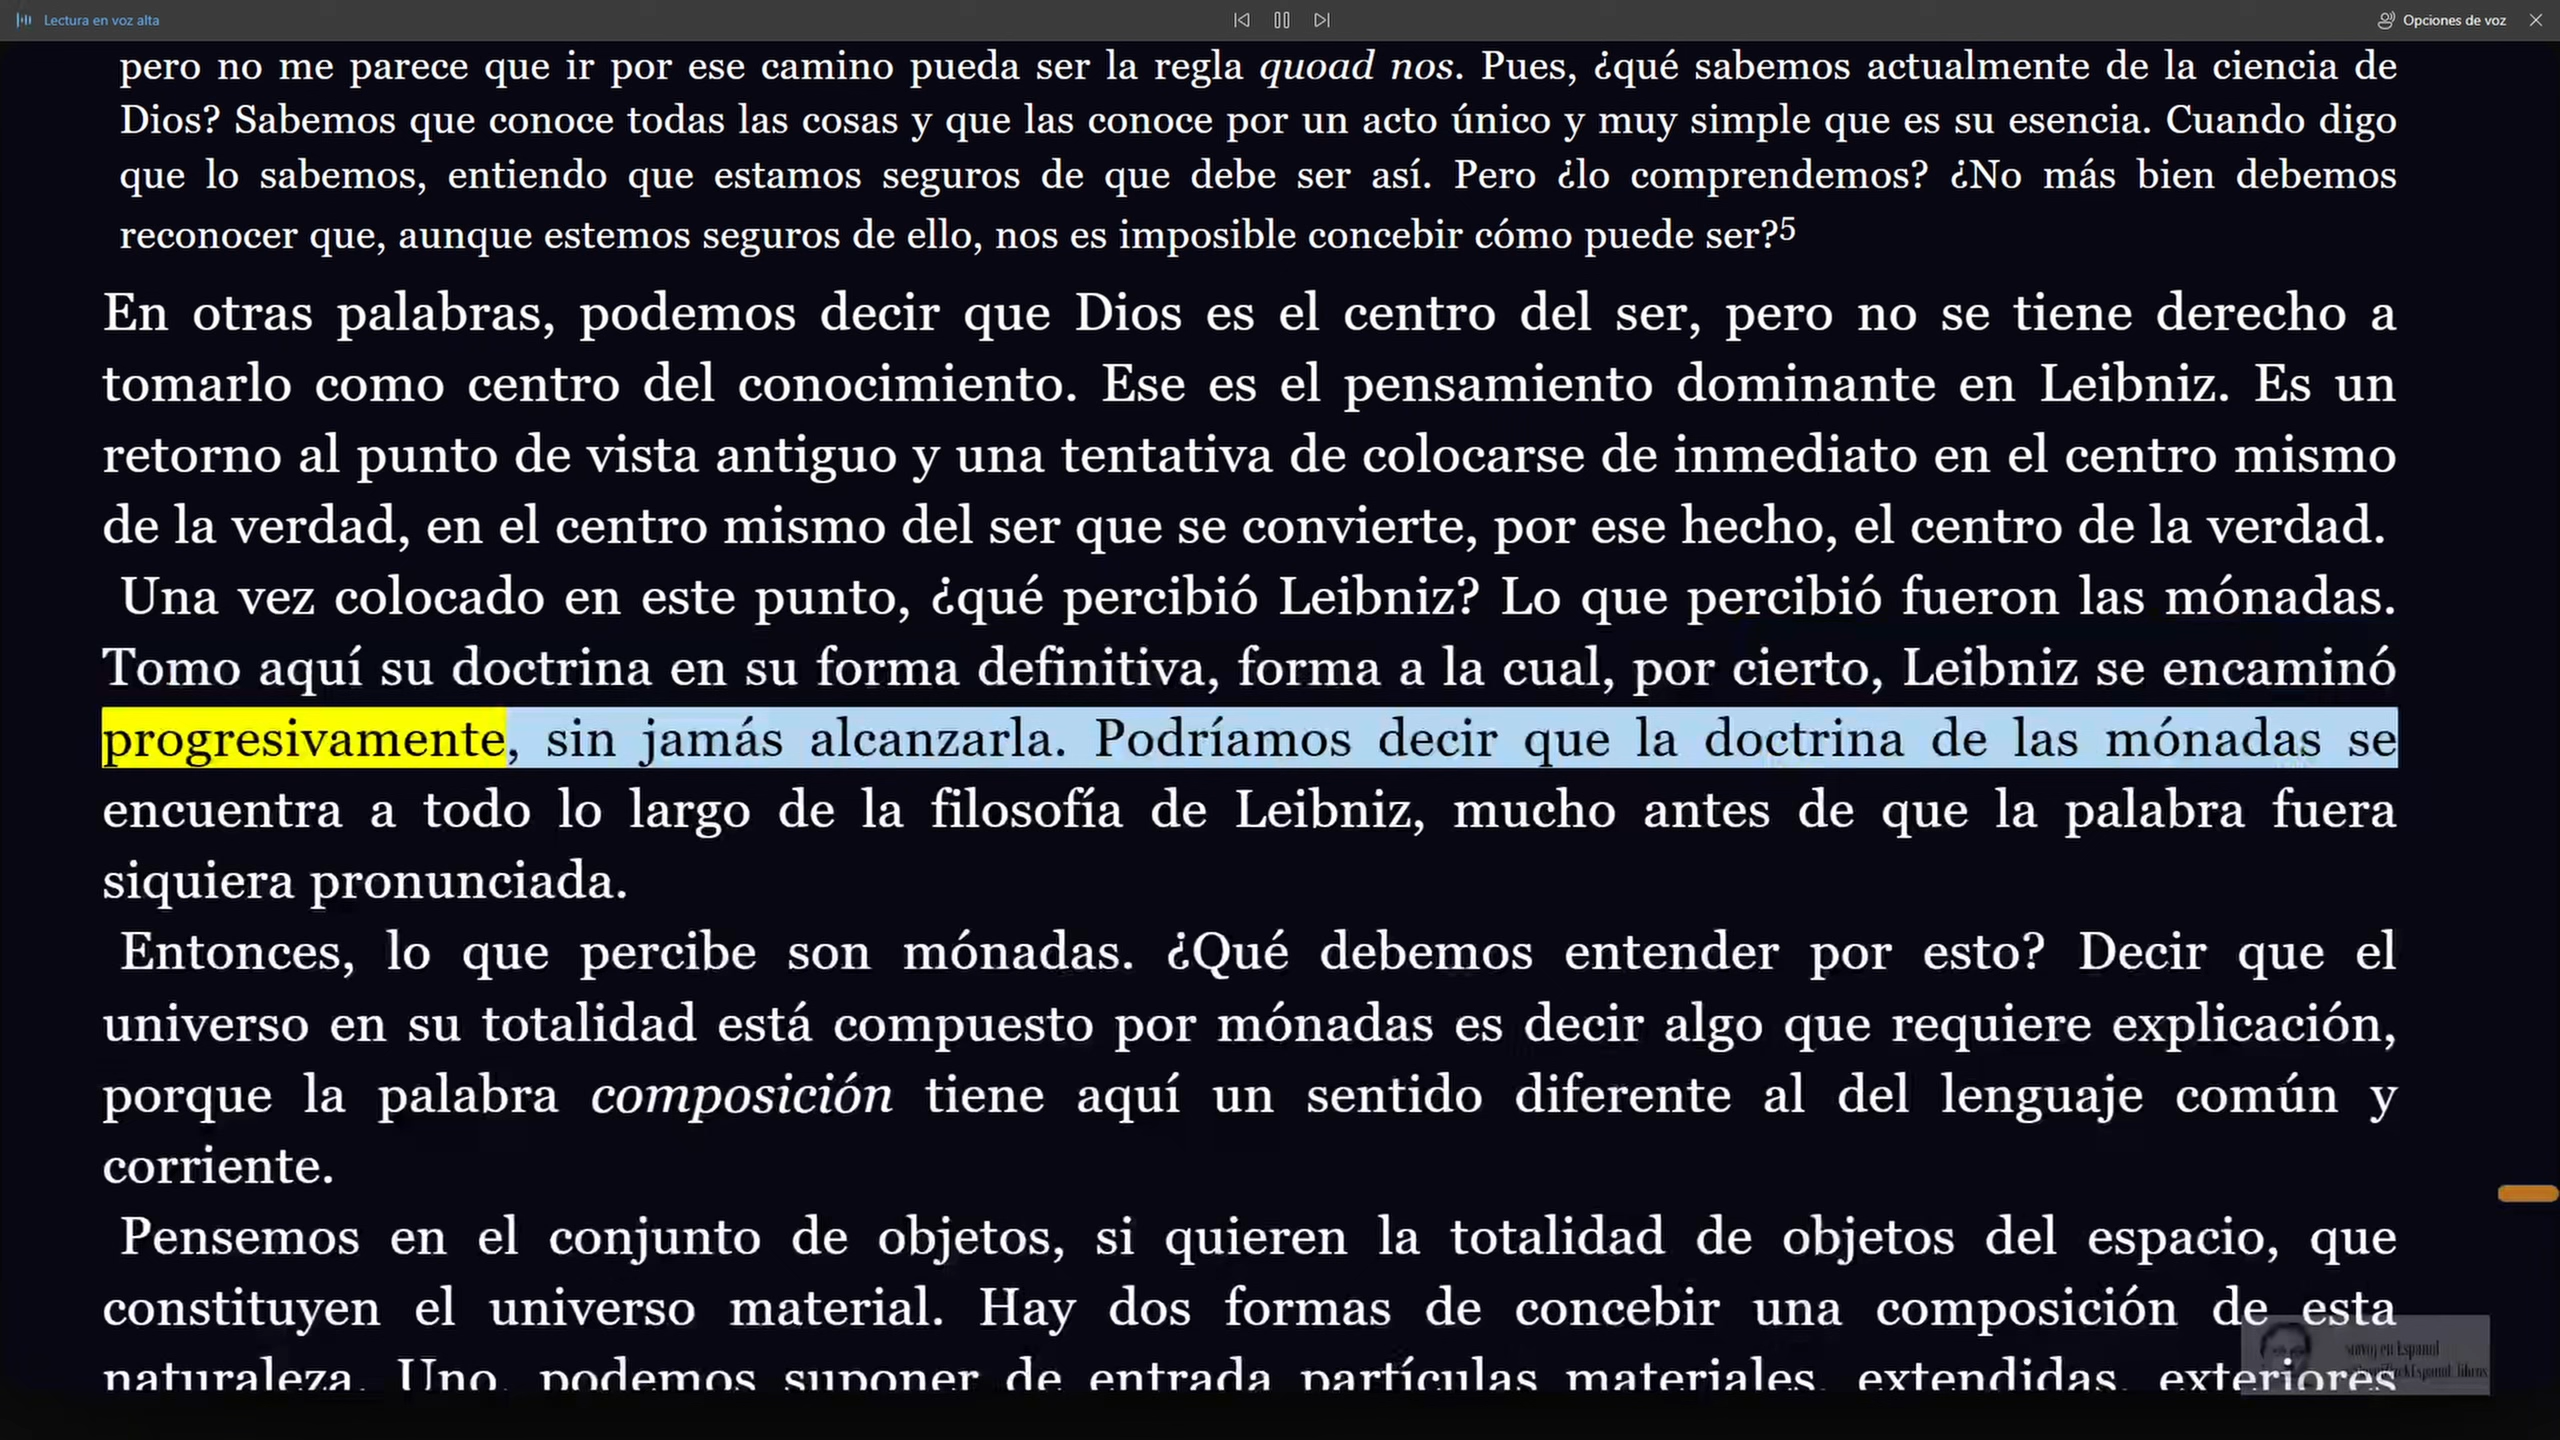 Lectura en voz alta
Opciones de voz
pero no me parece que ir por ese camino pueda ser la regla quoad nos. Pues, ¿qué sabemos actualmente de la ciencia de
Dios? Sabemos que conoce todas las cosas y que las conoce por un acto único y muy simple que es su esencia. Cuando digo
que lo sabemos, entiendo que estamos seguros de que debe ser así. Pero ¿lo comprendemos? ¿No más bien debemos
reconocer que, aunque estemos seguros de ello, nos es imposible concebir cómo puede ser?5
En otras palabras, podemos decir que Dios es el centro del ser, pero no se tiene derecho a
tomarlo como centro del conocimiento. Ese es el pensamiento dominante en Leibniz. Es un
retorno al punto de vista antiguo y una tentativa de colocarse de inmediato en el centro mismo
de la verdad, en el centro mismo del ser que se convierte, por ese hecho, el centro de la verdad.
Una vez colocado en este punto, ¿qué percibió Leibniz? Lo que percibió fueron las mónadas.
Tomo aquí su doctrina en su forma definitiva, forma a la cual, por cierto, Leibniz se encaminó
progresivamente, sin jamás alcanzarla. Podríamos decir que la doctrina de las mónadas se
encuentra a todo lo largo de la filosofía de Leibniz, mucho antes de que la palabra fuera
siquiera pronunciada.
Entonces, lo que percibe son mónadas. ¿Qué debemos entender por esto? Decir que el
universo en su totalidad está compuesto por mónadas es decir algo que requiere explicación,
porque la palabra composición tiene aquí un sentido diferente al del lenguaje común y
corriente.
Pensemos en el conjunto de objetos, si quieren la totalidad de objetos del espacio, que
constituyen el universo material. Hay dos formas de concebir una composición de esta
naturaleza. Uno, podemos suponer de entrada partículas materiales, extendidas, exteriores
en Español